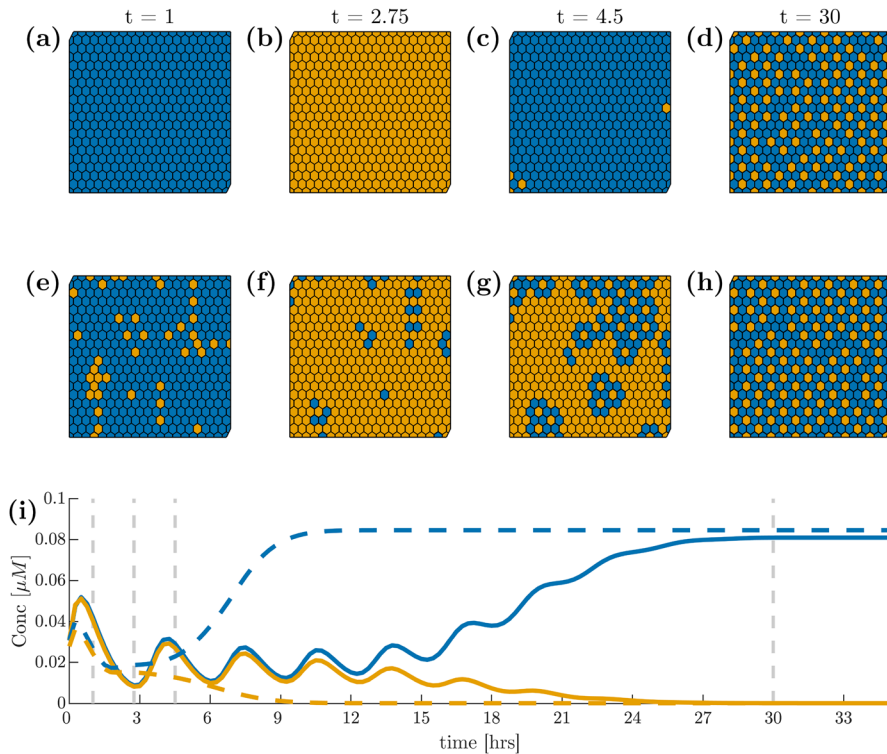 t = 1 t = 2.75 t = 4.5 t = 30
(a) (b) (c) (d)
(e) (f) (g) (h)
(i)
0.1
0.08
0.06
0.04
0.02
0
Conc [μM]
0 3 6 9 12 15 18 21 24 27 30 33
time [hrs]